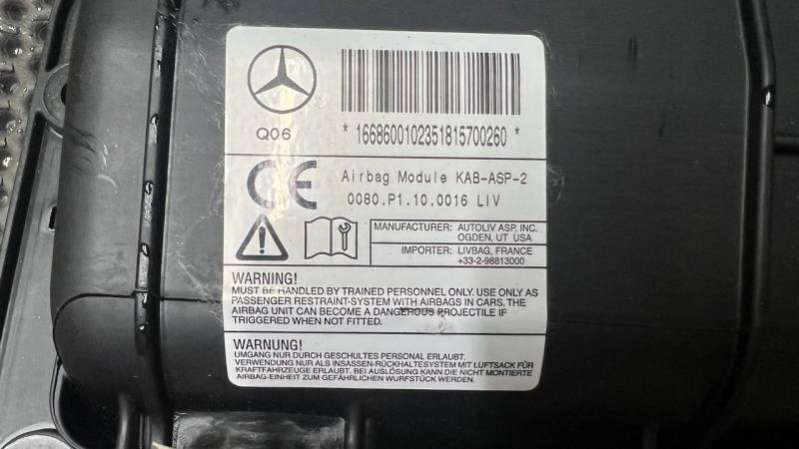 Q06
* 1668600102351815700260 *
CE
Airbag Module KAB-ASP-2
0080.P1.10.0016 LIV
MANUFACTURER: AUTOLIV ASP, INC.
OGDEN, UT USA
IMPORTER: LIVBAG, FRANCE
+33-2-98813000
WARNING!
MUST BE HANDLED BY TRAINED PERSONNEL ONLY. USE ONLY AS
PASSENGER RESTRAINT-SYSTEM WITH AIRBAGS IN CARS. THE
AIRBAG UNIT CAN BECOME A DANGEROUS PROJECTILE IF
TRIGGERED WHEN NOT FITTED.
WARNUNG!
UMGANG NUR DURCH GESCHULTES PERSONAL ERLAUBT.
VERWENDUNG NUR ALS INSASSEN-RÜCKHALTESYSTEM MIT LUFTSACK FÜR
KRAFTFAHRZEUGE ERLAUBT. BEI AUSLÖSUNG KANN DIE NICHT MONTIERTE
AIRBAG-EINHEIT ZUM GEFÄHRLICHEN WURFSTÜCK WERDEN.